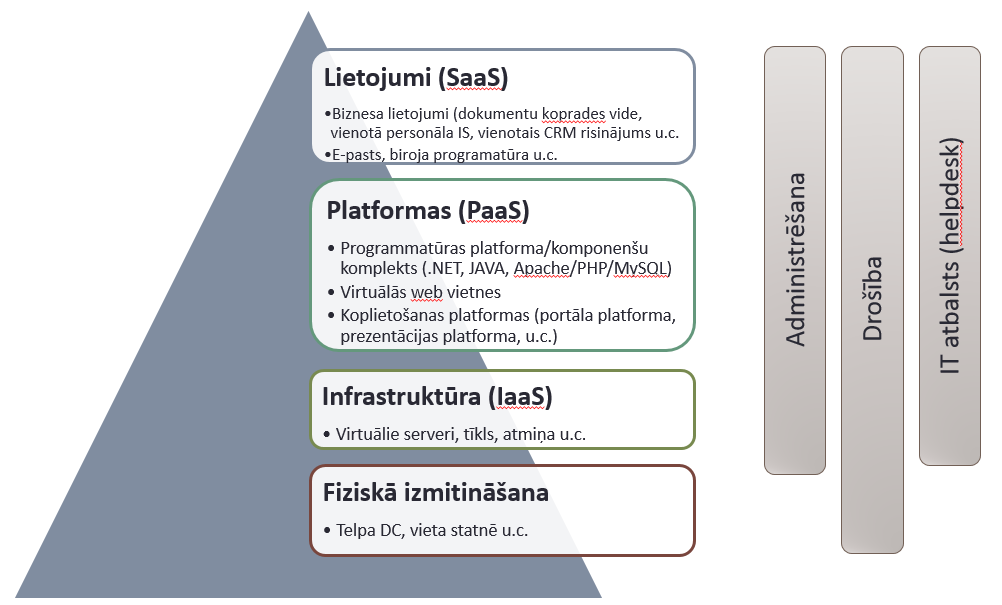 Lietojumi (SaaS)
•Biznesa lietojumi (dokumentu koprades vide,
vienotā personāla IS, vienotais CRM risinājums u.c.
•E-pasts, biroja programatūra u.c.
Platformas (PaaS)
• Programmatūras platforma/komponenšu
komplekts (.NET, JAVA, Apache/PHP/MySQL)
• Virtuālās web vietnes
• Koplietošanas platformas (portāla platforma,
prezentācijas platforma, u.c.)
Infrastruktūra (IaaS)
• Virtuālie serveri, tīkls, atmiņa u.c.
Fiziskā izmitināšana
• Telpa DC, vieta statnē u.c.
Administrēšana
Drošība
IT atbalsts (helpdesk)